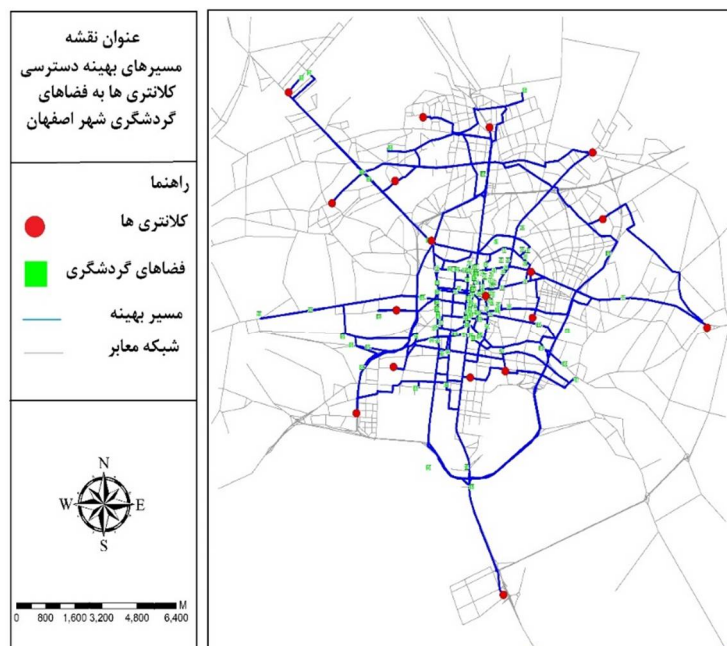 عنوان نقشه
مسیرهای بهینه دسترسی
کلانتری ها به فضاهای
گردشگری شهر اصفهان
راهنما
کلانتری ها
فضاهای گردشگری
مسیر بهینه
شبکه معابر
N
W E
S
M
0 800 1,600 3,200 4,800 6,400